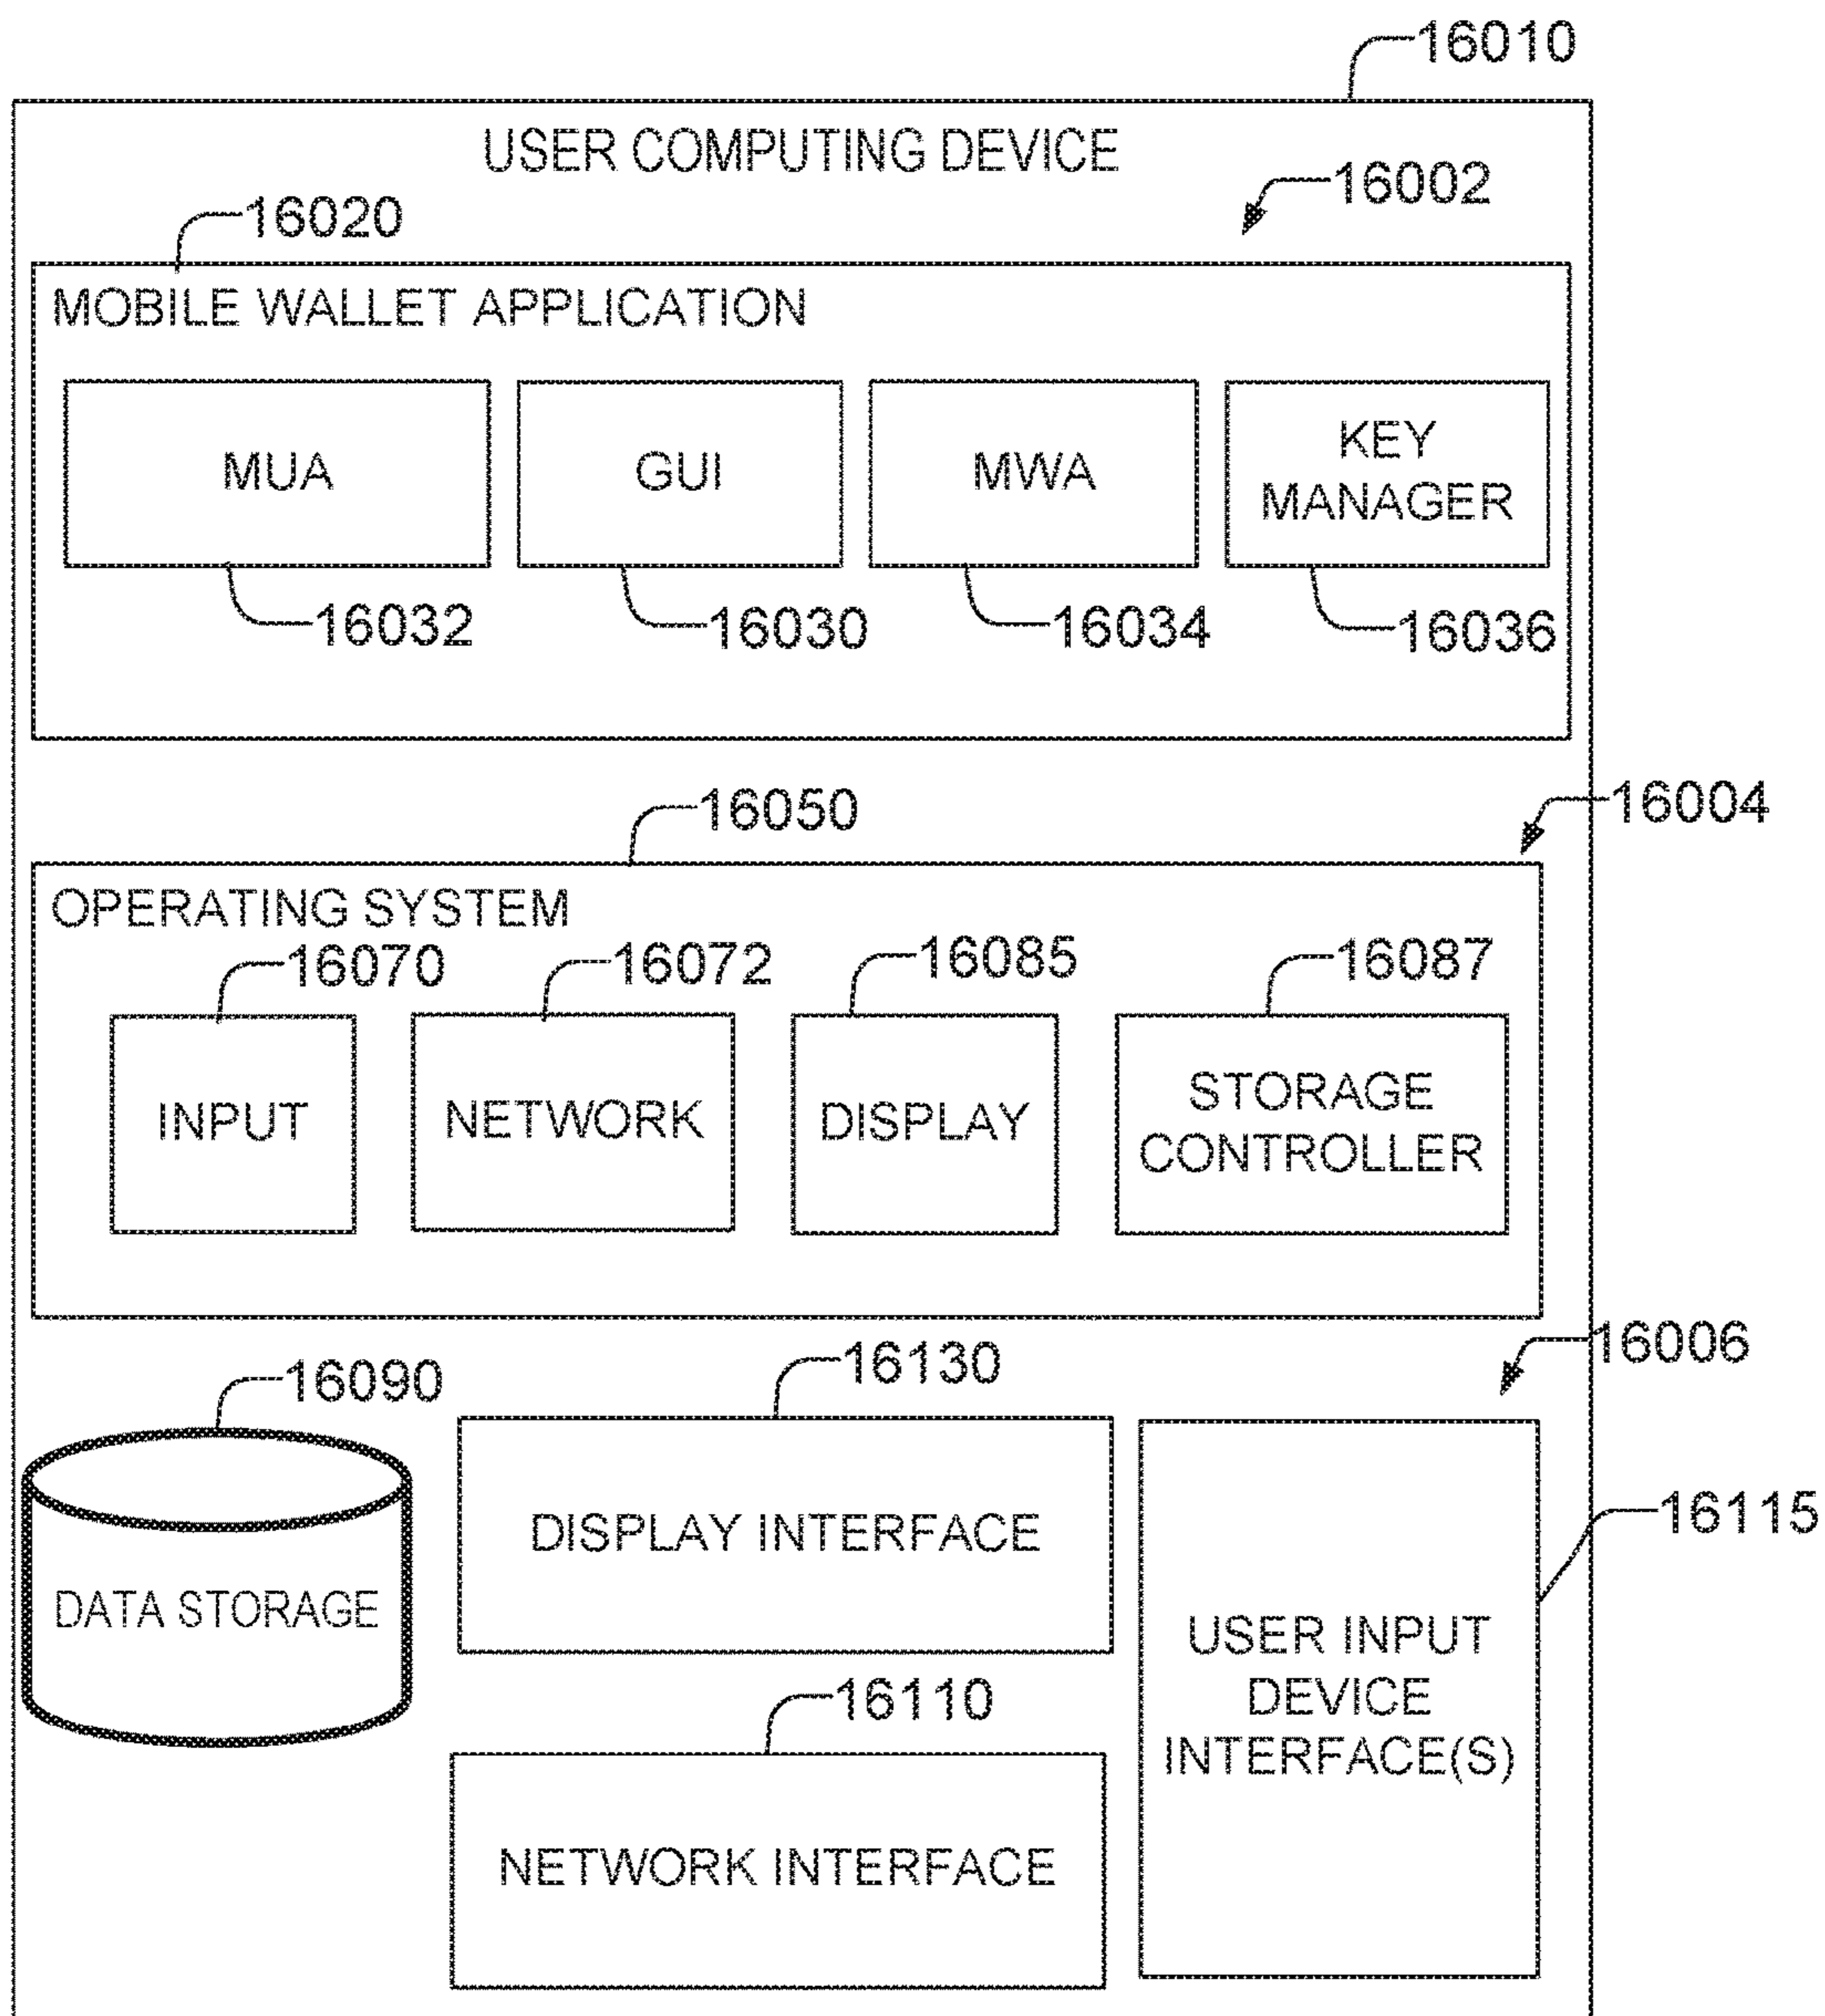 16010
USER COMPUTING DEVICE
16002
16020
MOBILE WALLET APPLICATION
MUA
GUI
MWA
KEY
MANAGER
16032
16030
16034
16036
16050
16004
OPERATING SYSTEM
16070
16072
16085
16087
INPUT
NETWORK
DISPLAY
STORAGE
CONTROLLER
16006
16090
16130
DATA STORAGE
DISPLAY INTERFACE
16115
USER INPUT
DEVICE
INTERFACE(S)
16110
NETWORK INTERFACE